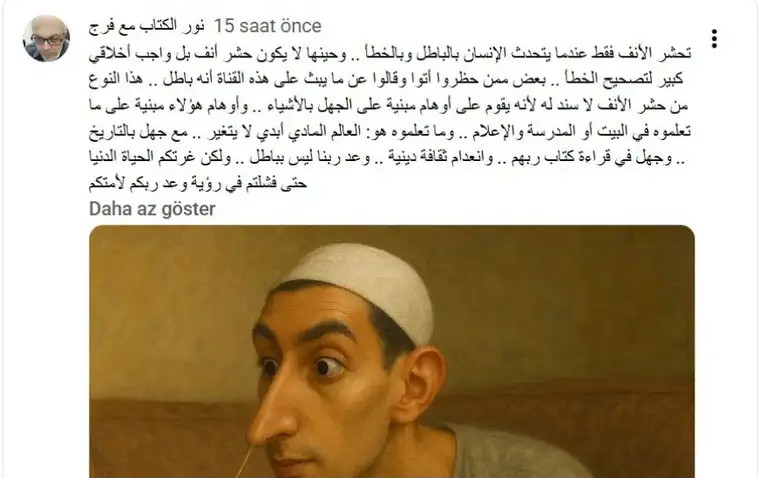 نور الكتاب مع فرج 15 saat önce
تحشر الأنف فقط عندما يتحدث الإنسان بالباطل وبالخطأ .. وحينها لا يكون حشر أنف بل واجب أخلاقي
كبير لتصحيح الخطأ .. بعض ممن حظروا أتوا وقالوا عن ما يبث على هذه القناة أنه باطل .. هذا النوع
من حشر الأنف لا سند له لأنه يقوم على أوهام مبنية على الجهل بالأشياء .. وأوهام هؤلاء مبنية على ما
تعلموه في البيت أو المدرسة والإعلام .. وما تعلموه هو: العالم المادي أبدي لا يتغير .. مع جهل بالتاريخ
.. وجهل في قراءة كتاب ربهم .. وانعدام ثقافة دينية .. وعد ربنا ليس بباطل .. ولكن غرتكم الحياة الدنيا
حتى فشلتم في رؤية وعد ربكم لأمتكم
Daha az göster